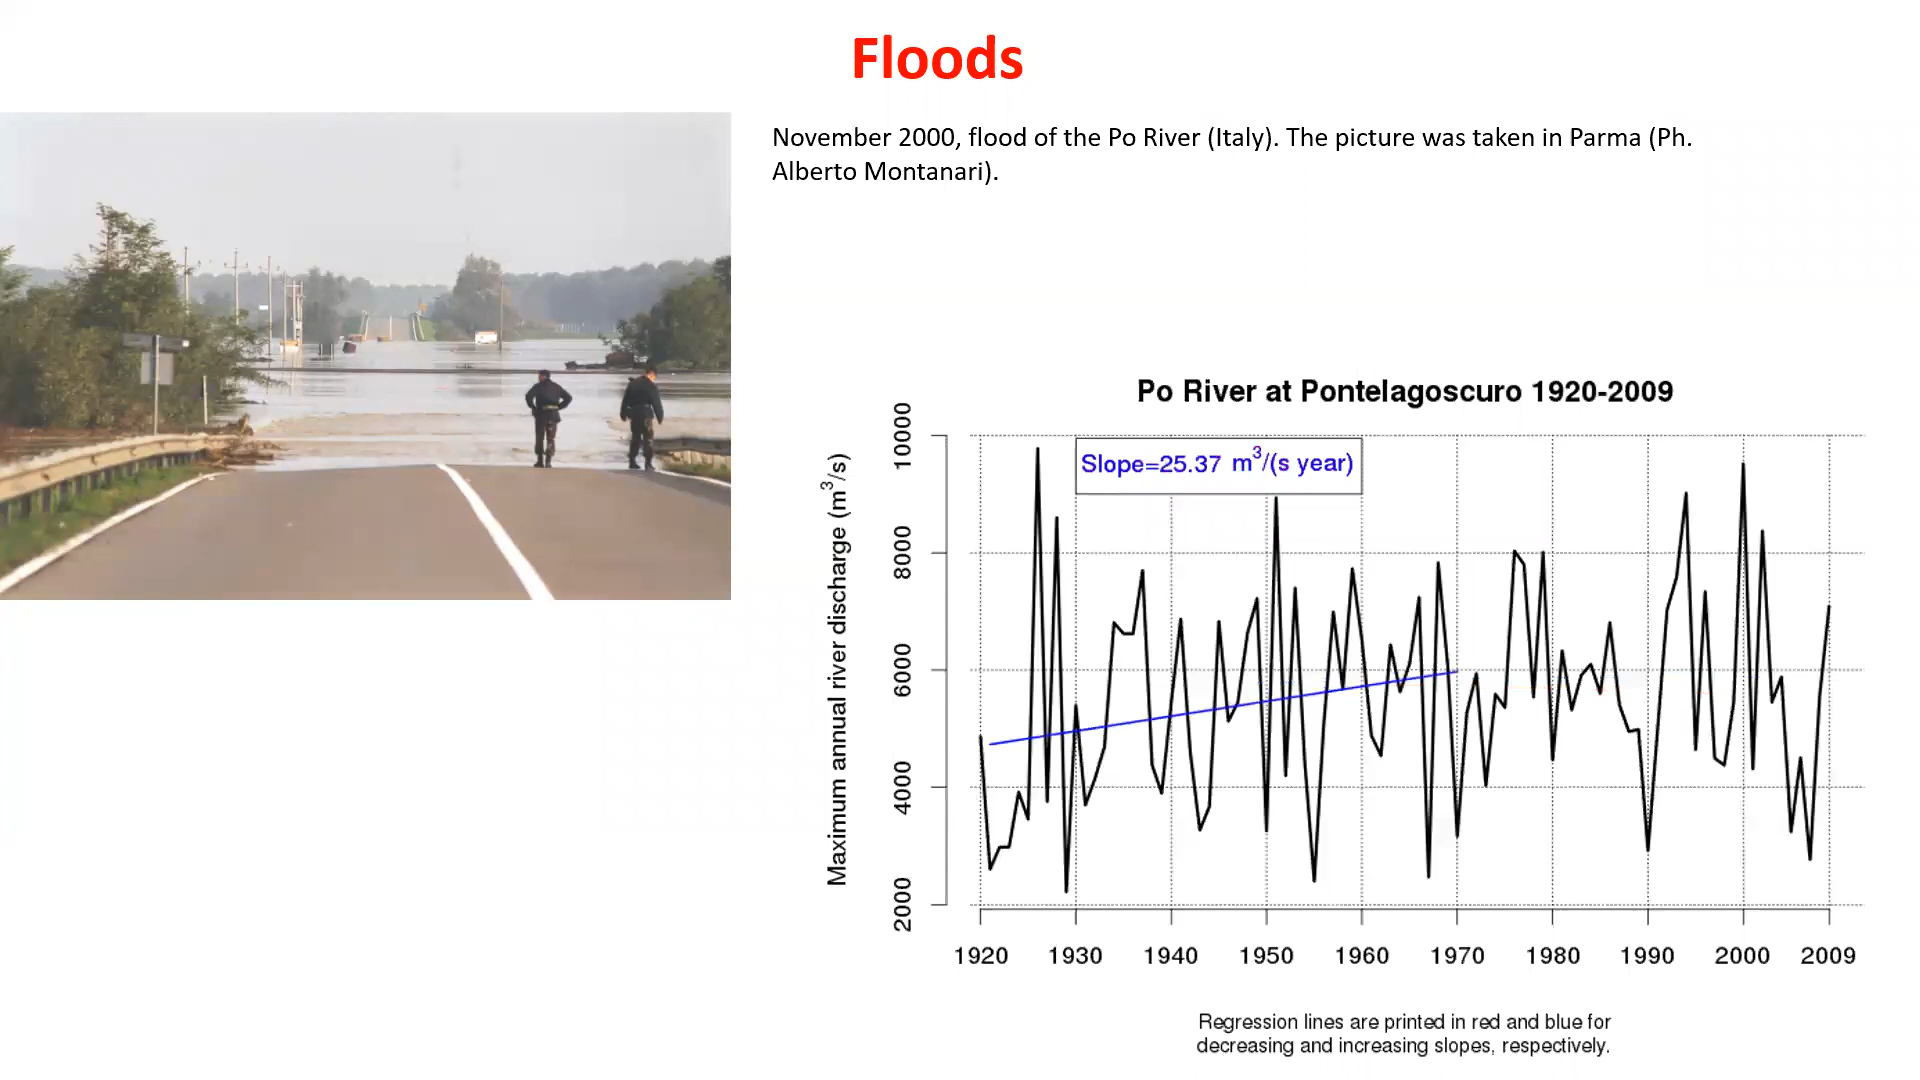 Floods
November 2000, flood of the Po River (Italy). The picture was taken in Parma (Ph.
Alberto Montanari).
Po River at Pontelagoscuro 1920-2009
Slope=25.37 m³/(s year)
Maximum annual river discharge (m³/s)
10000
8000
6000
4000
2000
1920 1930 1940 1950 1960 1970 1980 1990 2000 2009
Regression lines are printed in red and blue for
decreasing and increasing slopes, respectively.